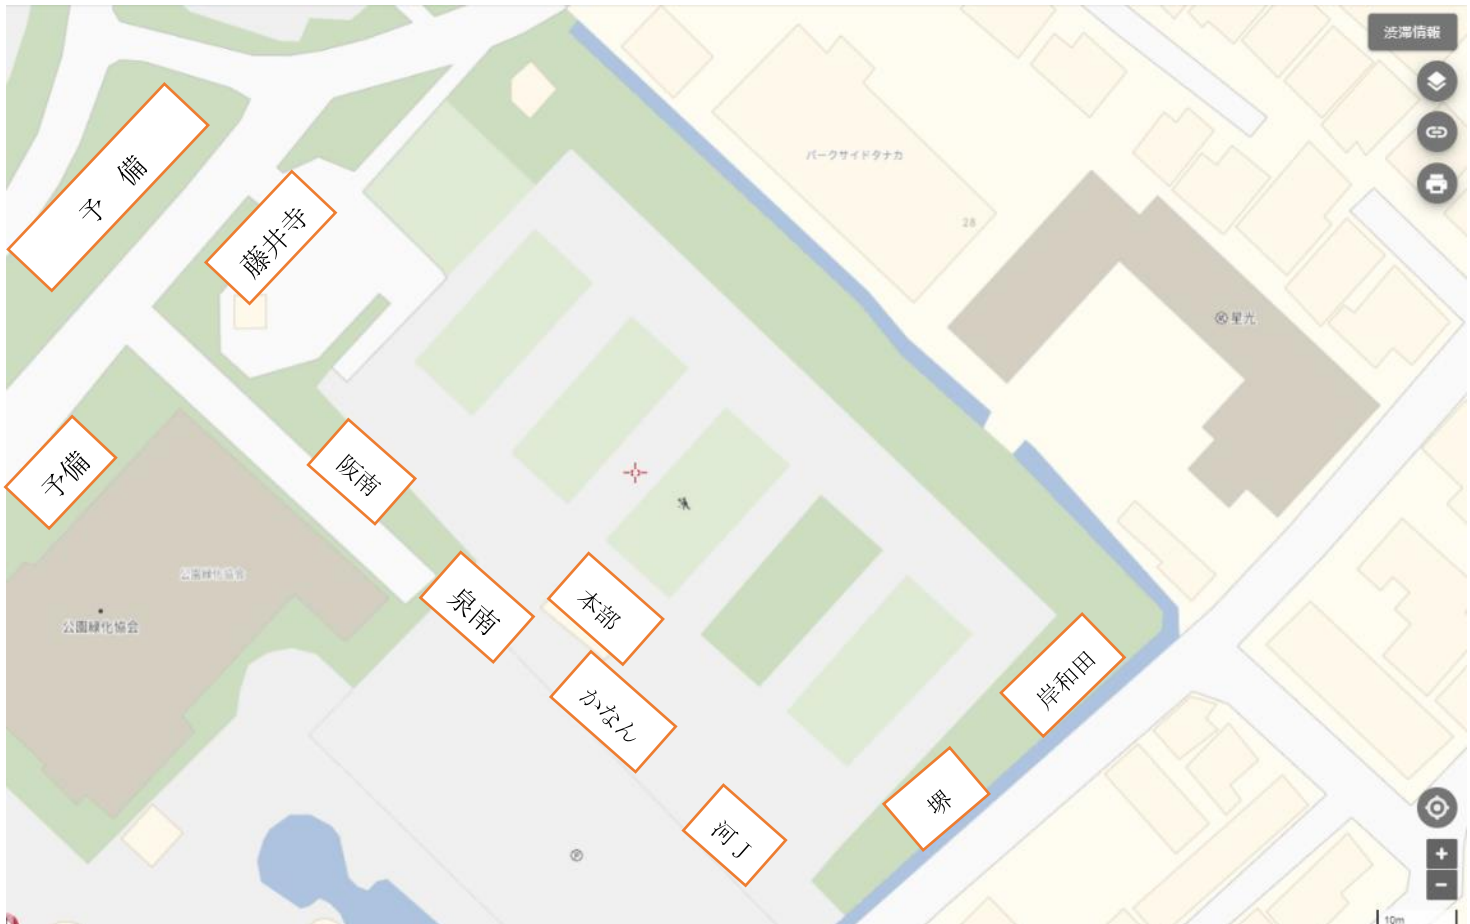 渋滞情報
パークサイドタナカ
予 備
藤井寺
28
星光
予備
阪南
公園緑化協会
公園緑化協会
泉南
本部
かなん
岸和田
堺
河J
P
+
-
10m